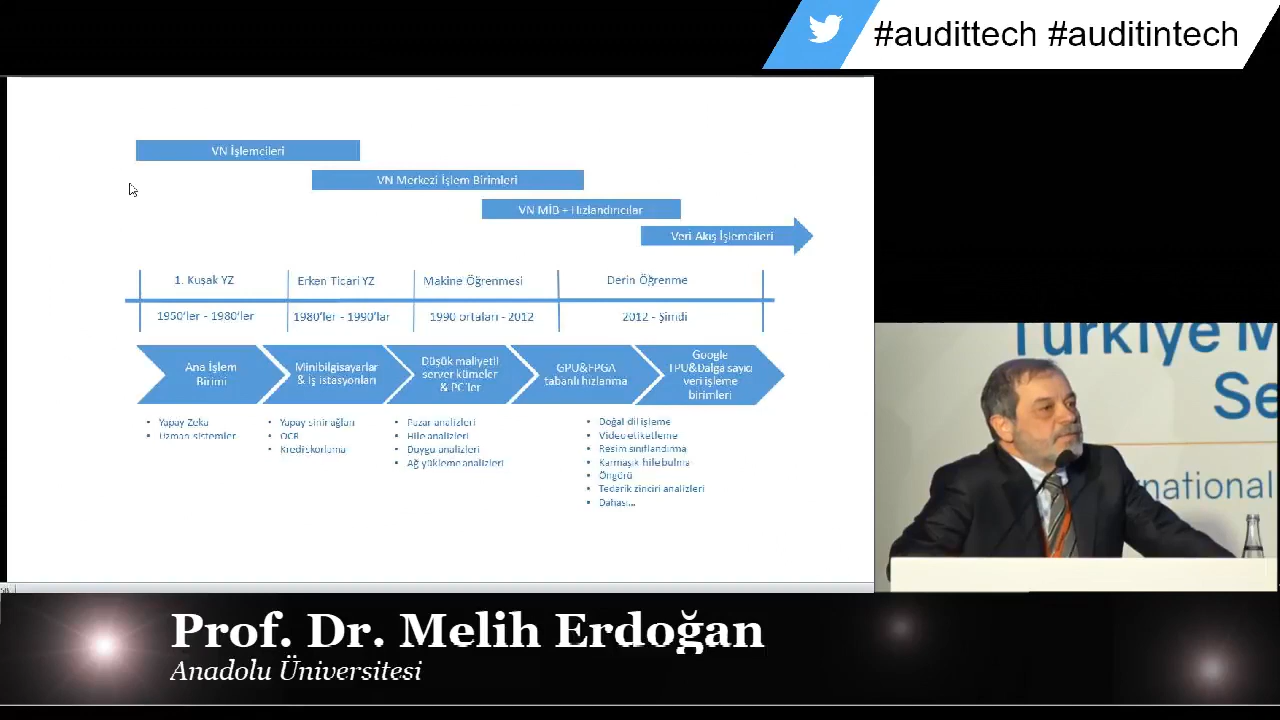 #audittech #auditintech
VN İşlemcileri
VN Merkezi İşlem Birimleri
VN MİB + Hızlandırıcılar
Veri Akış İşlemcileri
1. Kuşak YZ
Erken Ticari YZ
Makine Öğrenmesi
Derin Öğrenme
1950'ler - 1980'ler
1980'ler - 1990'lar
1990 ortaları - 2012
2012 - Şimdi
Ana İşlem
Birimi
Minibilgisayarlar
& iş istasyonları
Düşük maliyetli
server kümeler
& PC'ler
GPU&FPGA
tabanlı hızlanma
Google
TPU&Dalga sayıcı
veri işleme
birimleri
• Yapay Zeka
• Uzman sistemler
• Yapay sinir ağları
• OCR
• Kredi skorlama
• Pazar analizleri
• Hile analizleri
• Duygu analizleri
• Ağ yükleme analizleri
• Doğal dil işleme
• Video etiketleme
• Resim sınıflandırma
• Karmaşık hile bulma
• Öngörü
• Tedarik zinciri analizleri
• Dahası...
Türkiye M
Se
national
Prof. Dr. Melih Erdoğan
Anadolu Üniversitesi